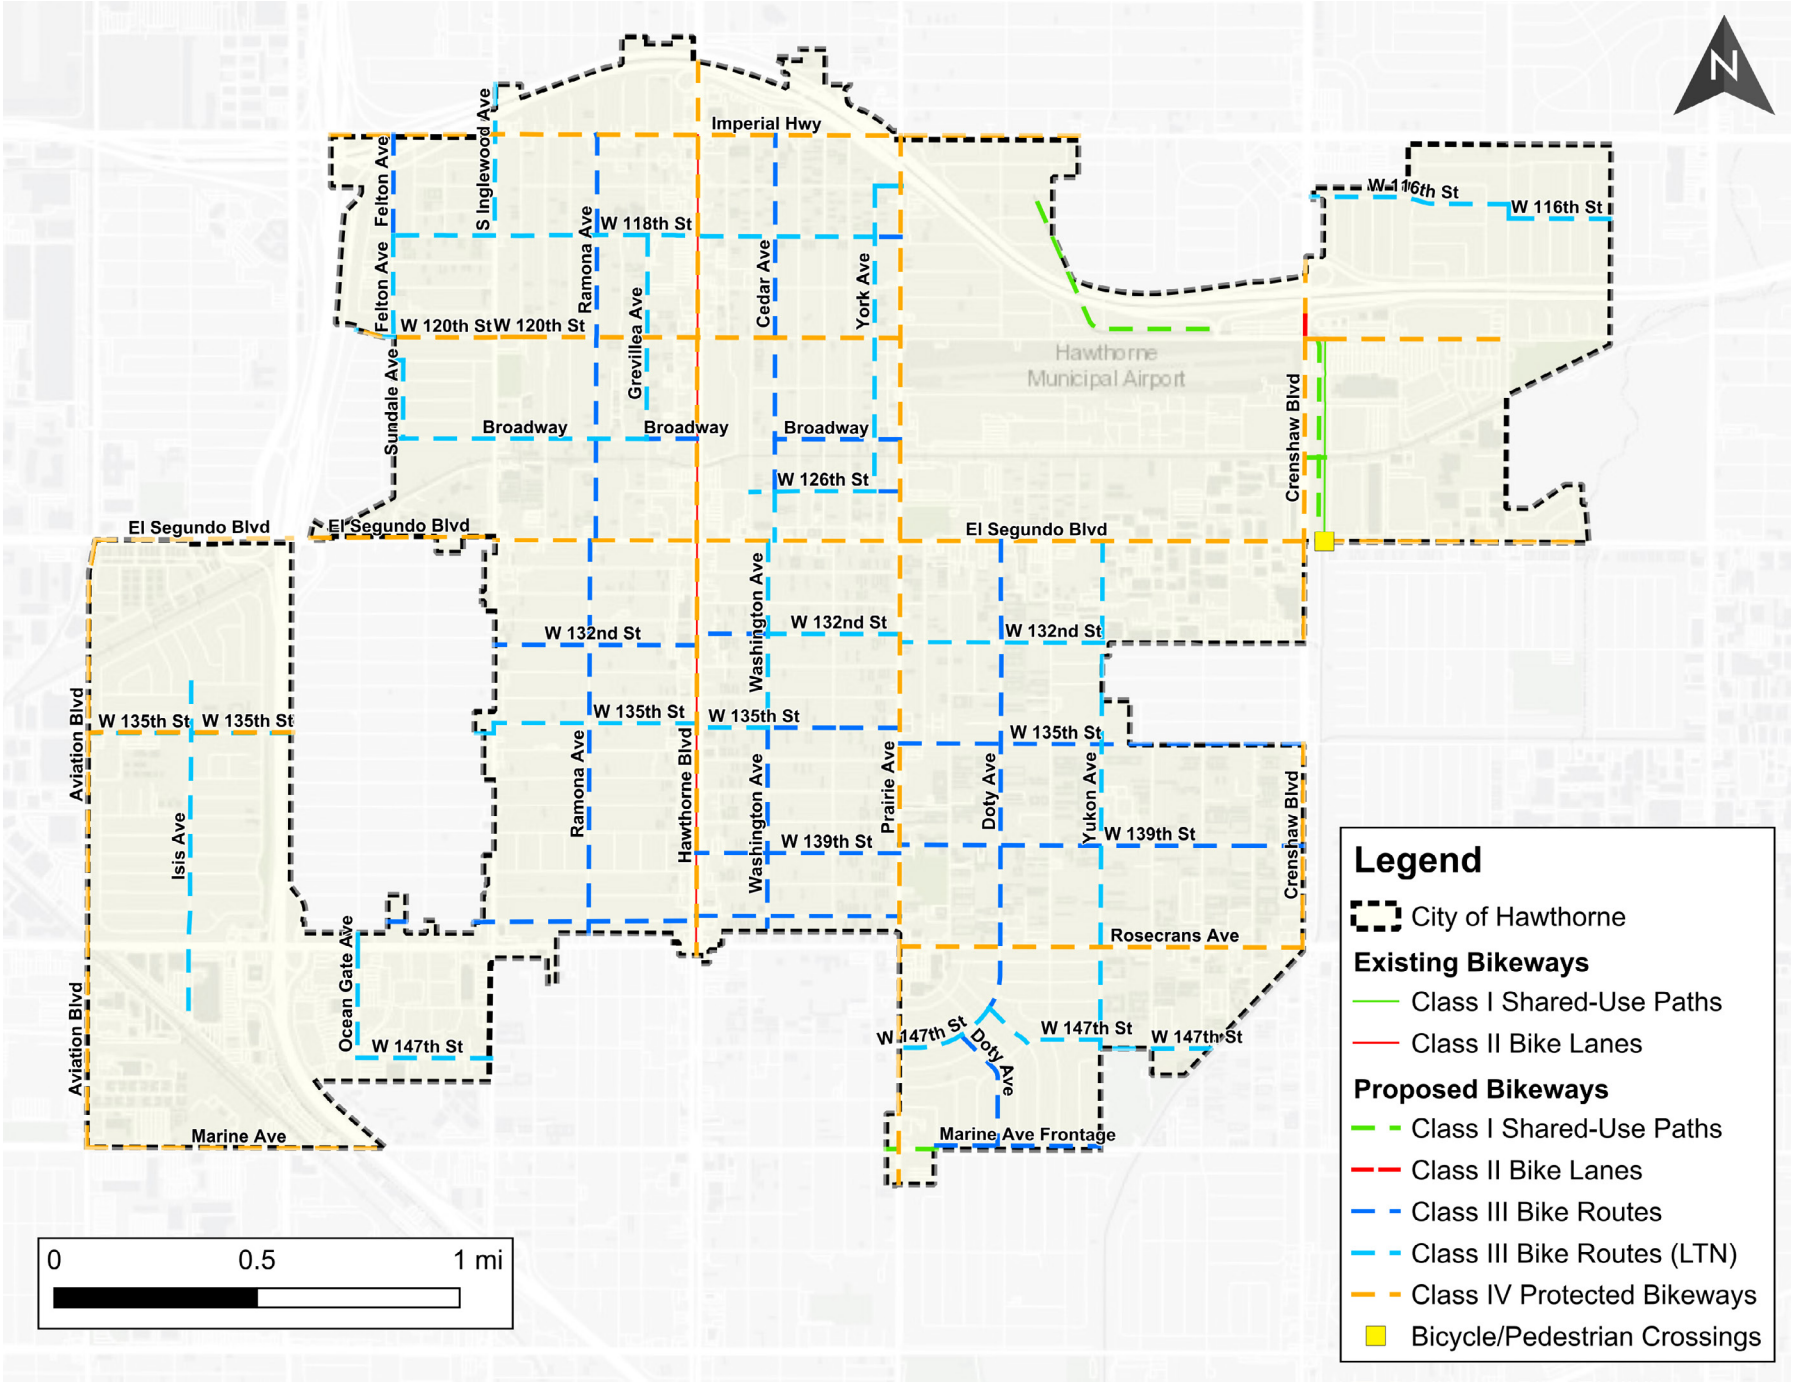 N
Imperial Hwy
Felton Ave
S Inglewood Ave
W 116th St
W 116th St
Ramona Ave
W 118th St
Felton Ave
Cedar Ave
York Ave
Grevillea Ave
W 120th St
W 120th St
Hawthorne
Municipal Airport
Sundale Ave
Crenshaw Blvd
Broadway
Broadway
Broadway
W 126th St
El Segundo Blvd
El Segundo Blvd
El Segundo Blvd
Washington Ave
W 132nd St
W 132nd St
W 132nd St
Aviation Blvd
W 135th St
W 135th St
W 135th St
W 135th St
W 135th St
Ramona Ave
Hawthorne Blvd
Washington Ave
Prairie Ave
Doty Ave
Yukon Ave
Crenshaw Blvd
Isis Ave
W 139th St
W 139th St
Rosecrans Ave
Ocean Gate Ave
Aviation Blvd
W 147th St
W 147th St
Doty Ave
W 147th St
W 147th St
Marine Ave
Marine Ave Frontage
Legend
City of Hawthorne
Existing Bikeways
Class I Shared-Use Paths
Class II Bike Lanes
Proposed Bikeways
Class I Shared-Use Paths
Class II Bike Lanes
Class III Bike Routes
Class III Bike Routes (LTN)
Class IV Protected Bikeways
Bicycle/Pedestrian Crossings
0 0.5 1 mi